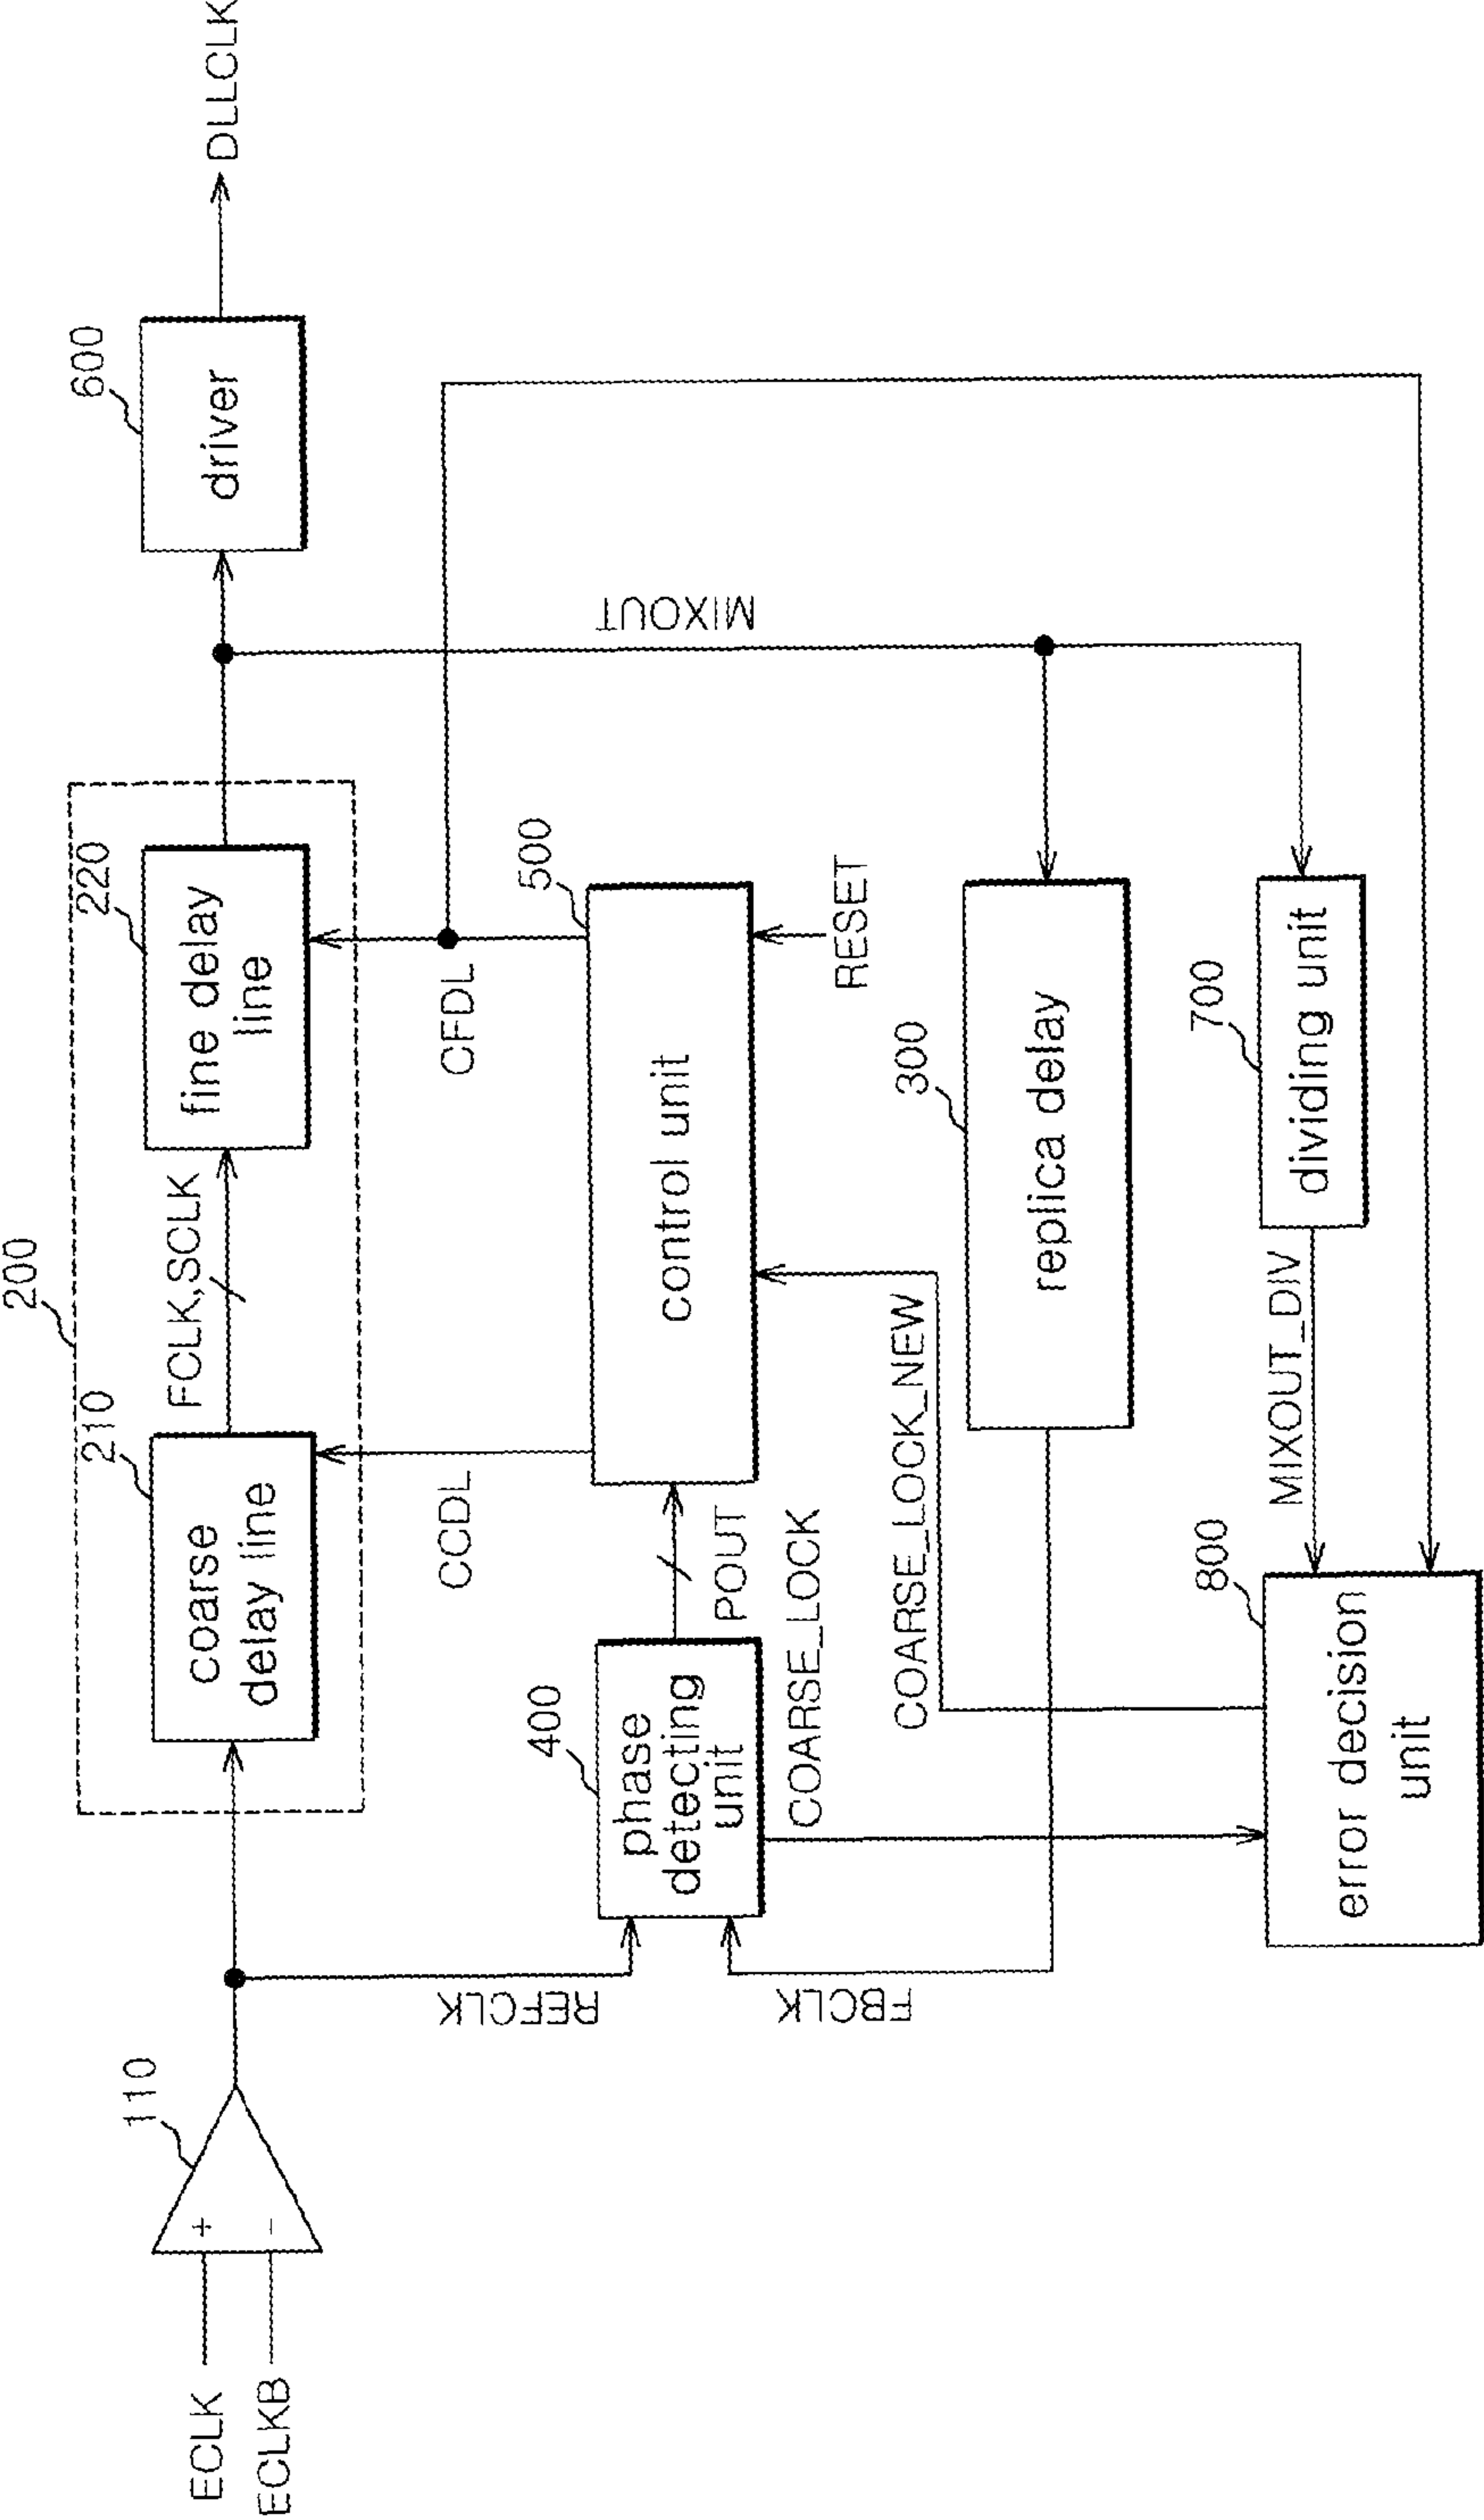 200
210
220
600
110
ECLK
ECLKB
+
−
coarse
delay line
FCLK,SCLK
fine delay
line
driver
DLLCLK
REFCLK
CCDL
CFDL
MIXOUT
400
phase
detecting
unit
POUT
500
control unit
RESET
FBCLK
COARSE_LOCK
COARSE_LOCK_NEW
300
replica delay
800
error decision
unit
MIXOUT_DIV
700
dividing unit